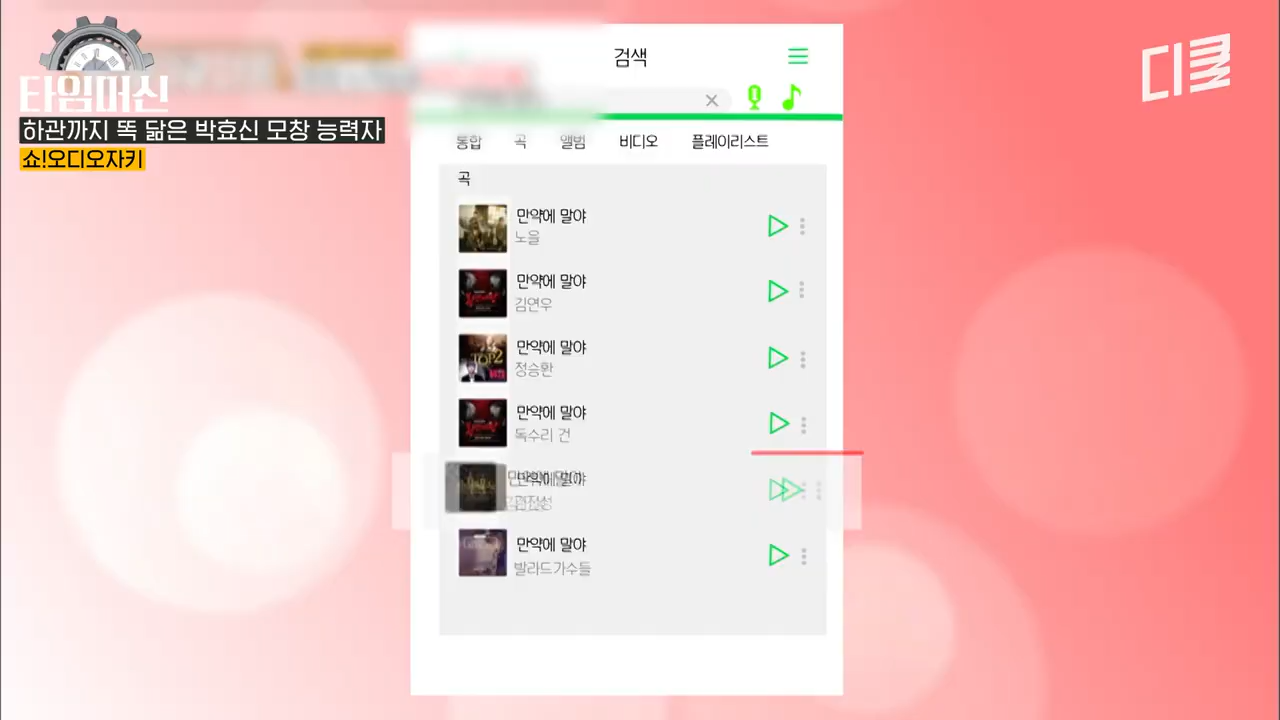 타임머신
하관까지 똑 닮은 박효신 모창 능력자
쇼!오디오자키
디클
검색
통합 곡 앨범 비디오 플레이리스트
곡
만약에 말야
노을
만약에 말야
김연우
만약에 말야
정승환
TOP2
만약에 말야
독수리 건
만약에 말야
만약에 말야
발라드가수들